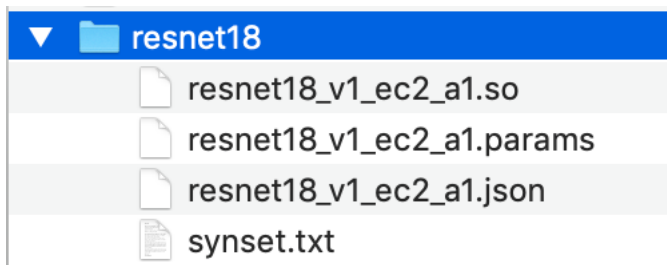 resnet18
resnet18_v1_ec2_a1.so
resnet18_v1_ec2_a1.params
resnet18_v1_ec2_a1.json
synset.txt